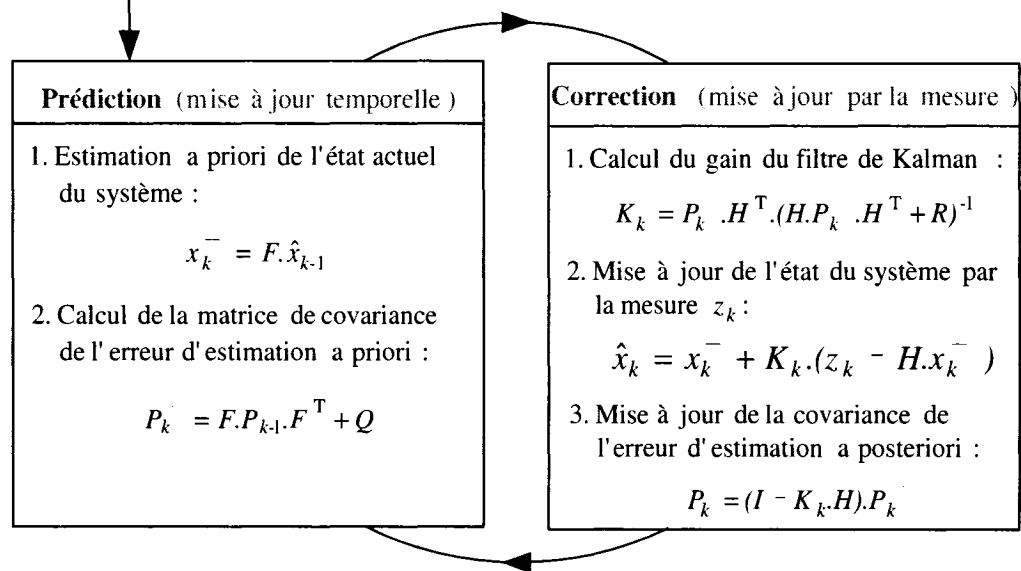 Prédiction (mise à jour temporelle)
1. Estimation a priori de l'état actuel
du système :
x_k^- = F.x̂_{k-1}
2. Calcul de la matrice de covariance
de l'erreur d'estimation a priori :
P_k = F.P_{k-1}.F^T + Q
Correction (mise à jour par la mesure)
1. Calcul du gain du filtre de Kalman :
K_k = P_k .H^T.(H.P_k .H^T + R)^{-1}
2. Mise à jour de l'état du système par
la mesure z_k :
x̂_k = x_k^- + K_k.(z_k - H.x_k^-)
3. Mise à jour de la covariance de
l'erreur d'estimation a posteriori :
P_k = (I - K_k.H).P_k